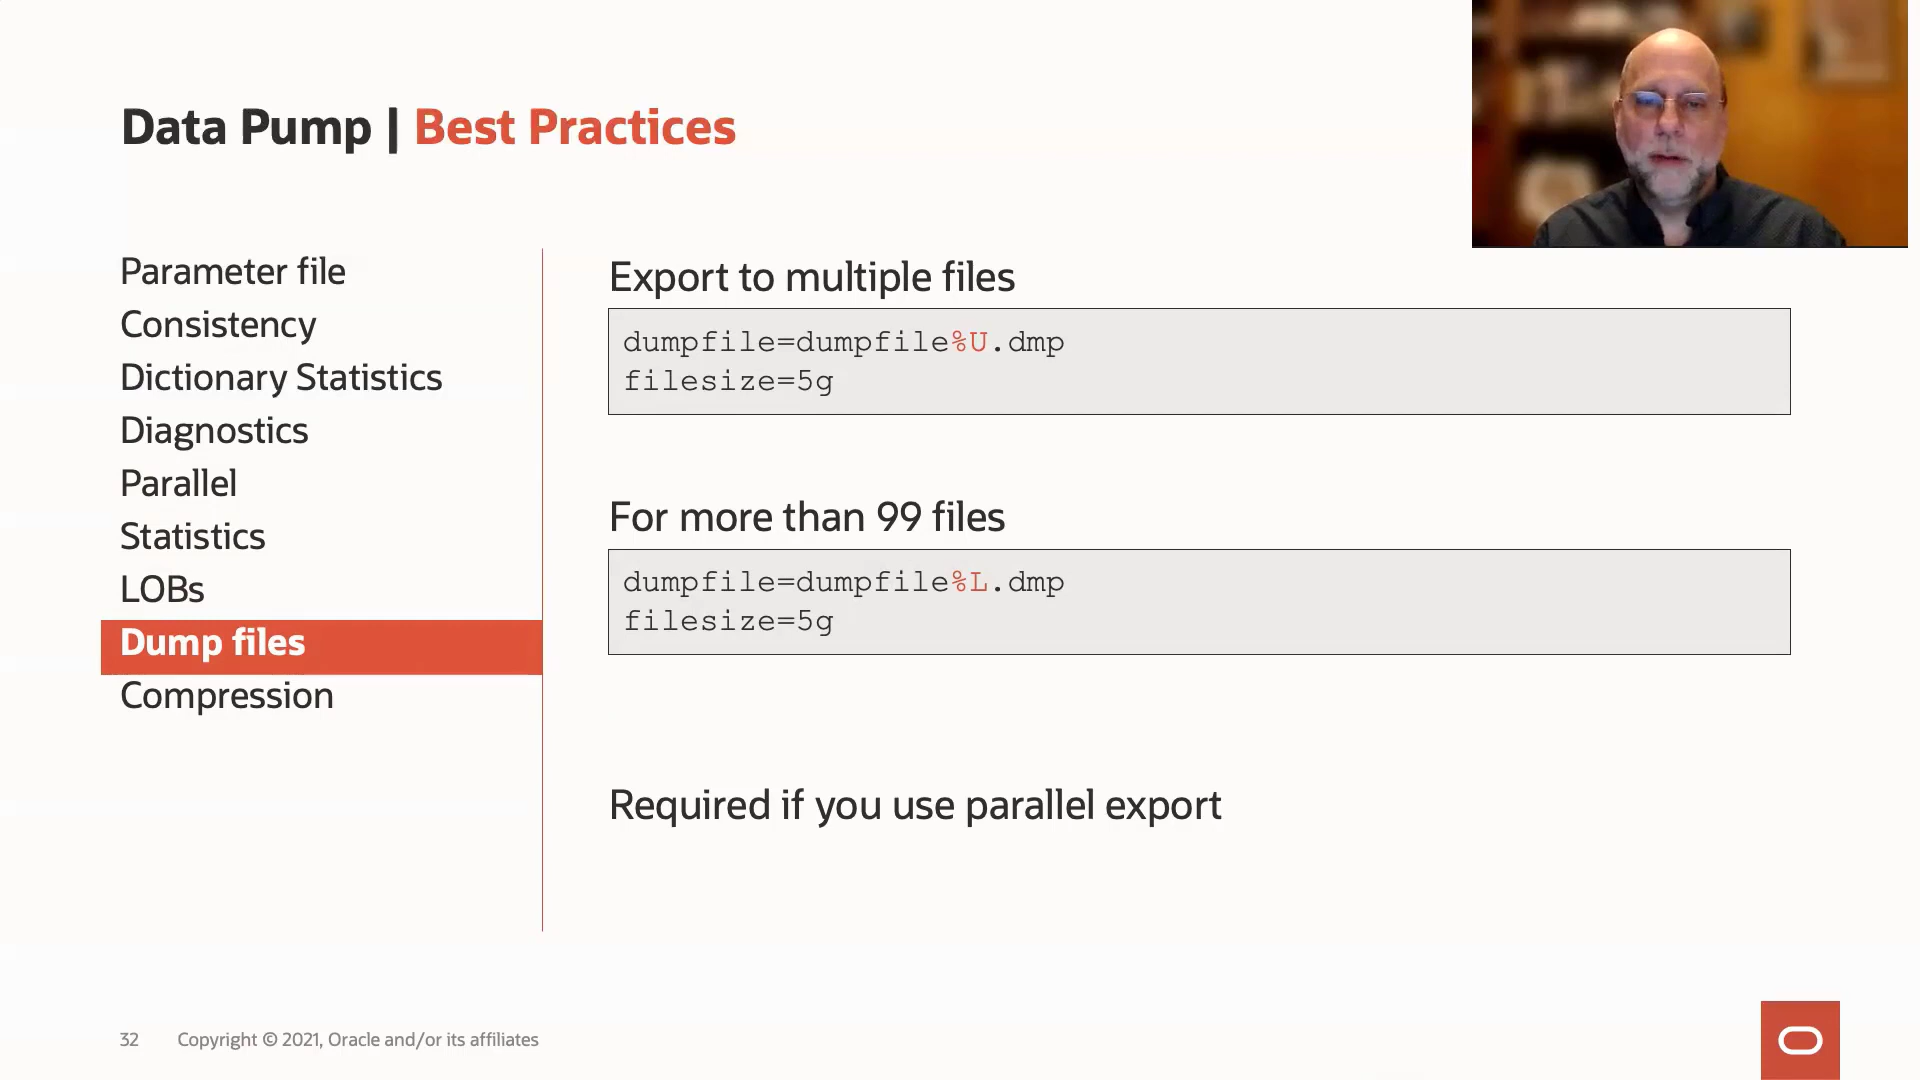 Data Pump | Best Practices
Parameter file
Consistency
Dictionary Statistics
Diagnostics
Parallel
Statistics
LOBs
Dump files
Compression
Export to multiple files
dumpfile=dumpfile%U.dmp
filesize=5g
For more than 99 files
dumpfile=dumpfile%L.dmp
filesize=5g
Required if you use parallel export
32 Copyright © 2021, Oracle and/or its affiliates